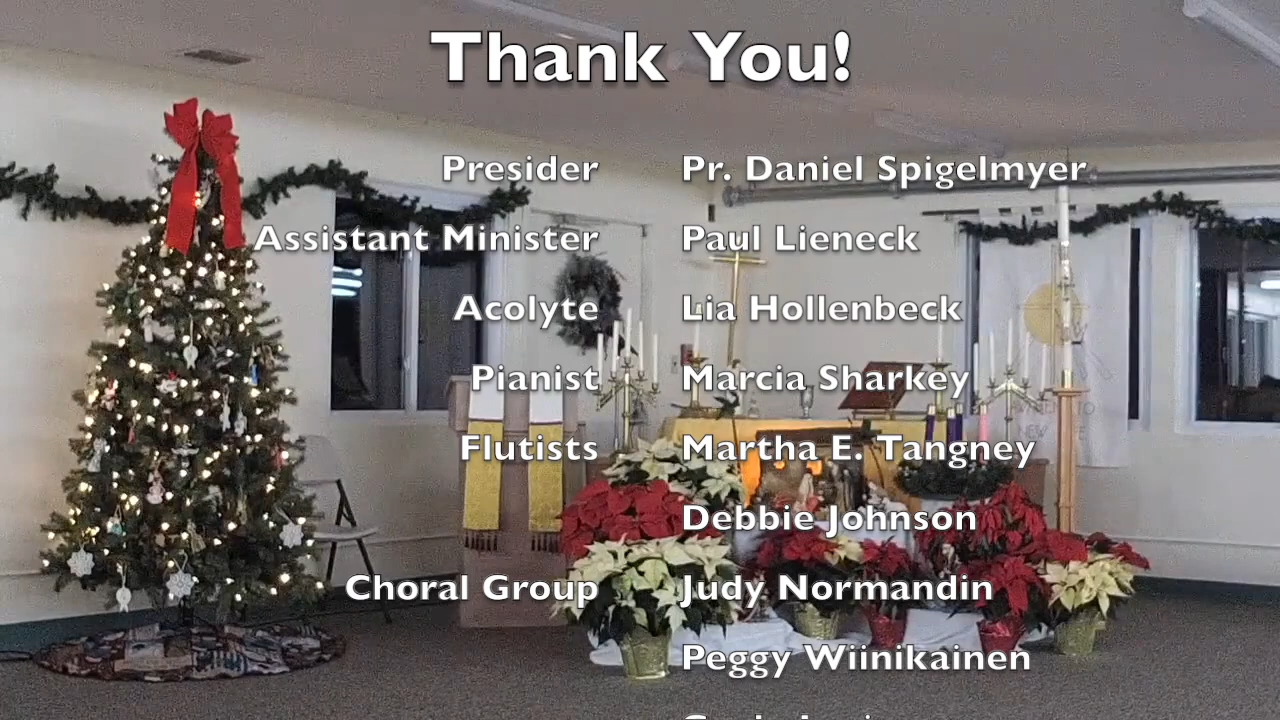 Thank You!
Presider Pr. Daniel Spigelmyer
Assistant Minister Paul Lieneck
Acolyte Lia Hollenbeck
Pianist Marcia Sharkey
Flutists Martha E. Tangney
Debbie Johnson
Choral Group Judy Normandin
Peggy Wiinikainen